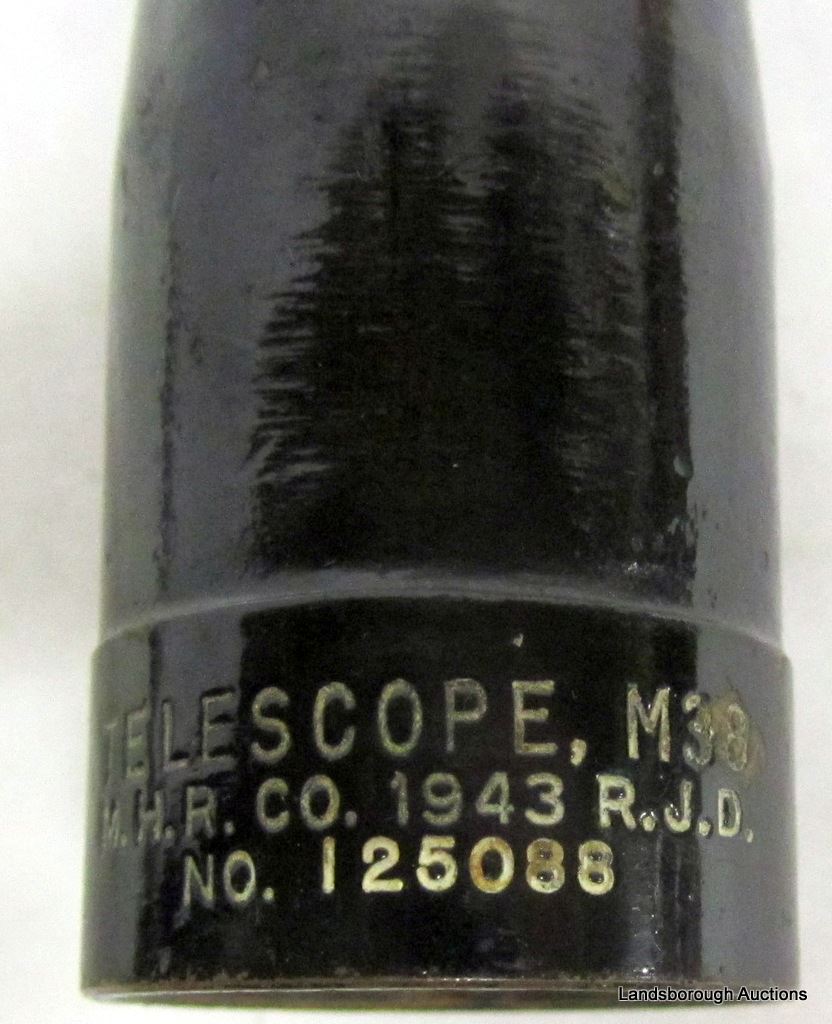 TELESCOPE, M38
M.H.R. CO. 1943 R.J.D.
NO. 125088
Landsborough Auctions